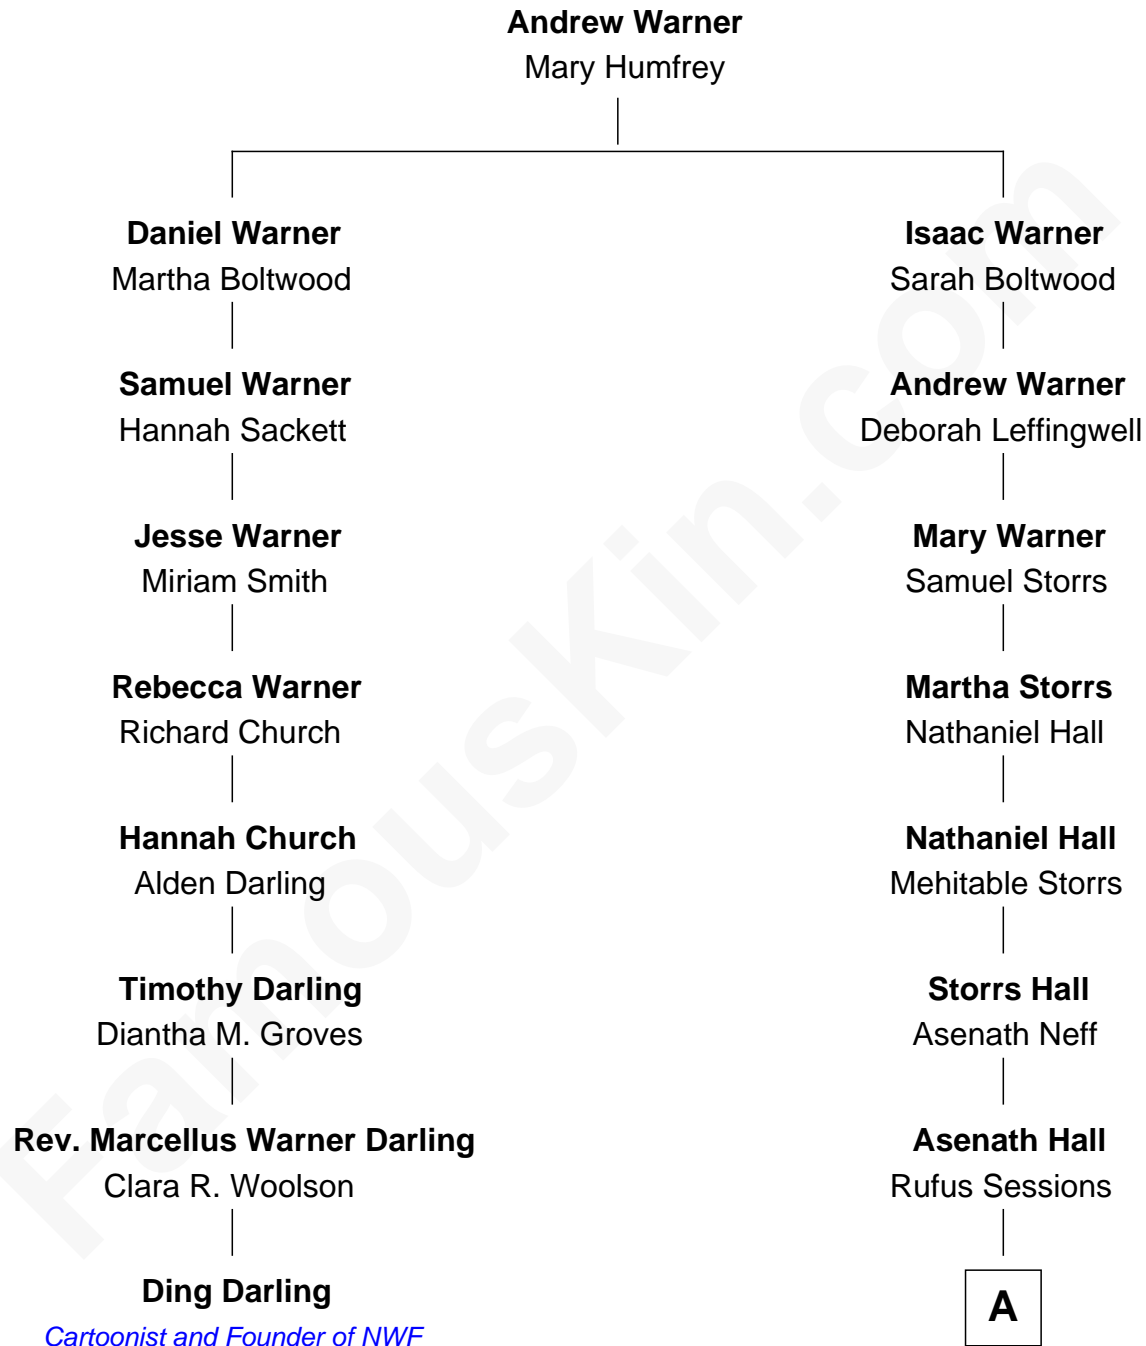 Andrew Warner
Mary Humfrey
Daniel Warner
Martha Boltwood
Isaac Warner
Sarah Boltwood
Samuel Warner
Hannah Sackett
Andrew Warner
Deborah Leffingwell
Jesse Warner
Miriam Smith
Mary Warner
Samuel Storrs
Rebecca Warner
Richard Church
Martha Storrs
Nathaniel Hall
Hannah Church
Alden Darling
Nathaniel Hall
Mehitable Storrs
Timothy Darling
Diantha M. Groves
Storrs Hall
Asenath Neff
Rev. Marcellus Warner Darling
Clara R. Woolson
Asenath Hall
Rufus Sessions
Ding Darling
Cartoonist and Founder of NWF
A
FamousKin.com